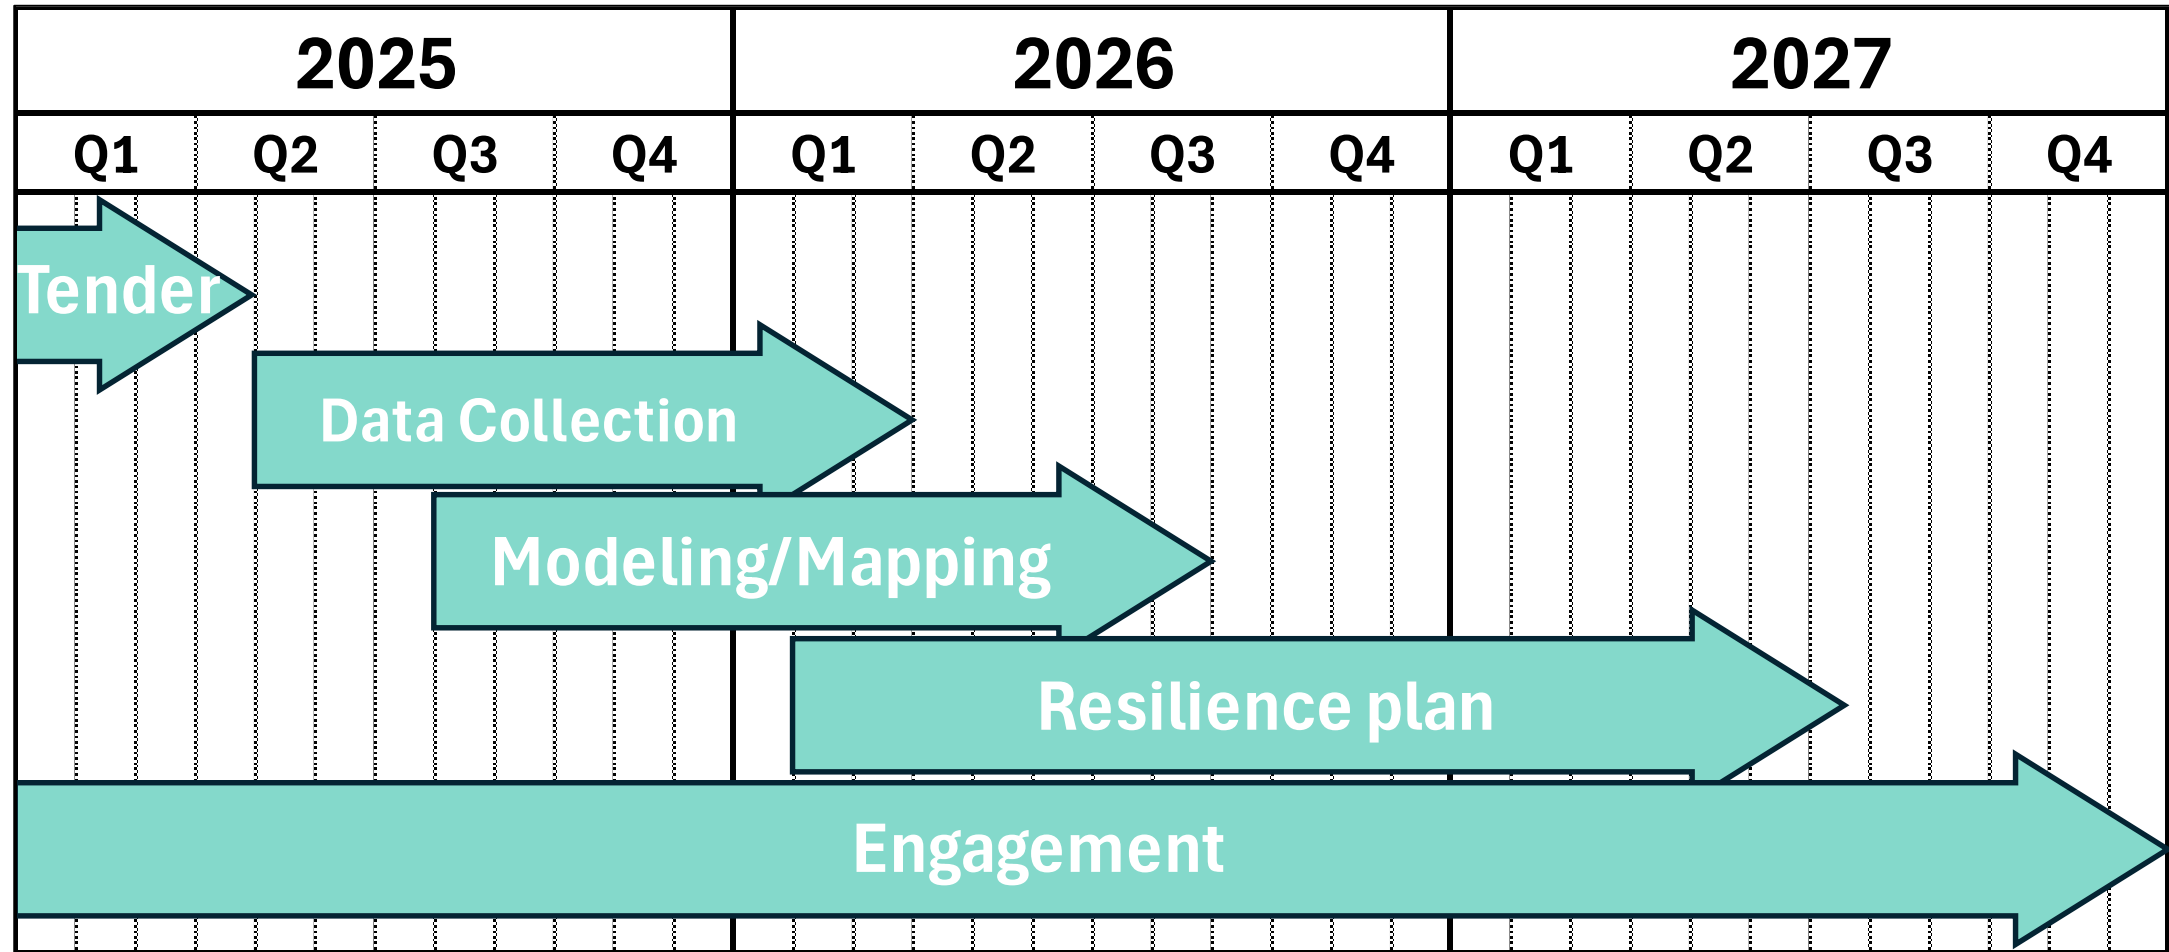 2025 2026 2027
Q1 Q2 Q3 Q4 Q1 Q2 Q3 Q4 Q1 Q2 Q3 Q4
Tender
Data Collection
Modeling/Mapping
Resilience plan
Engagement